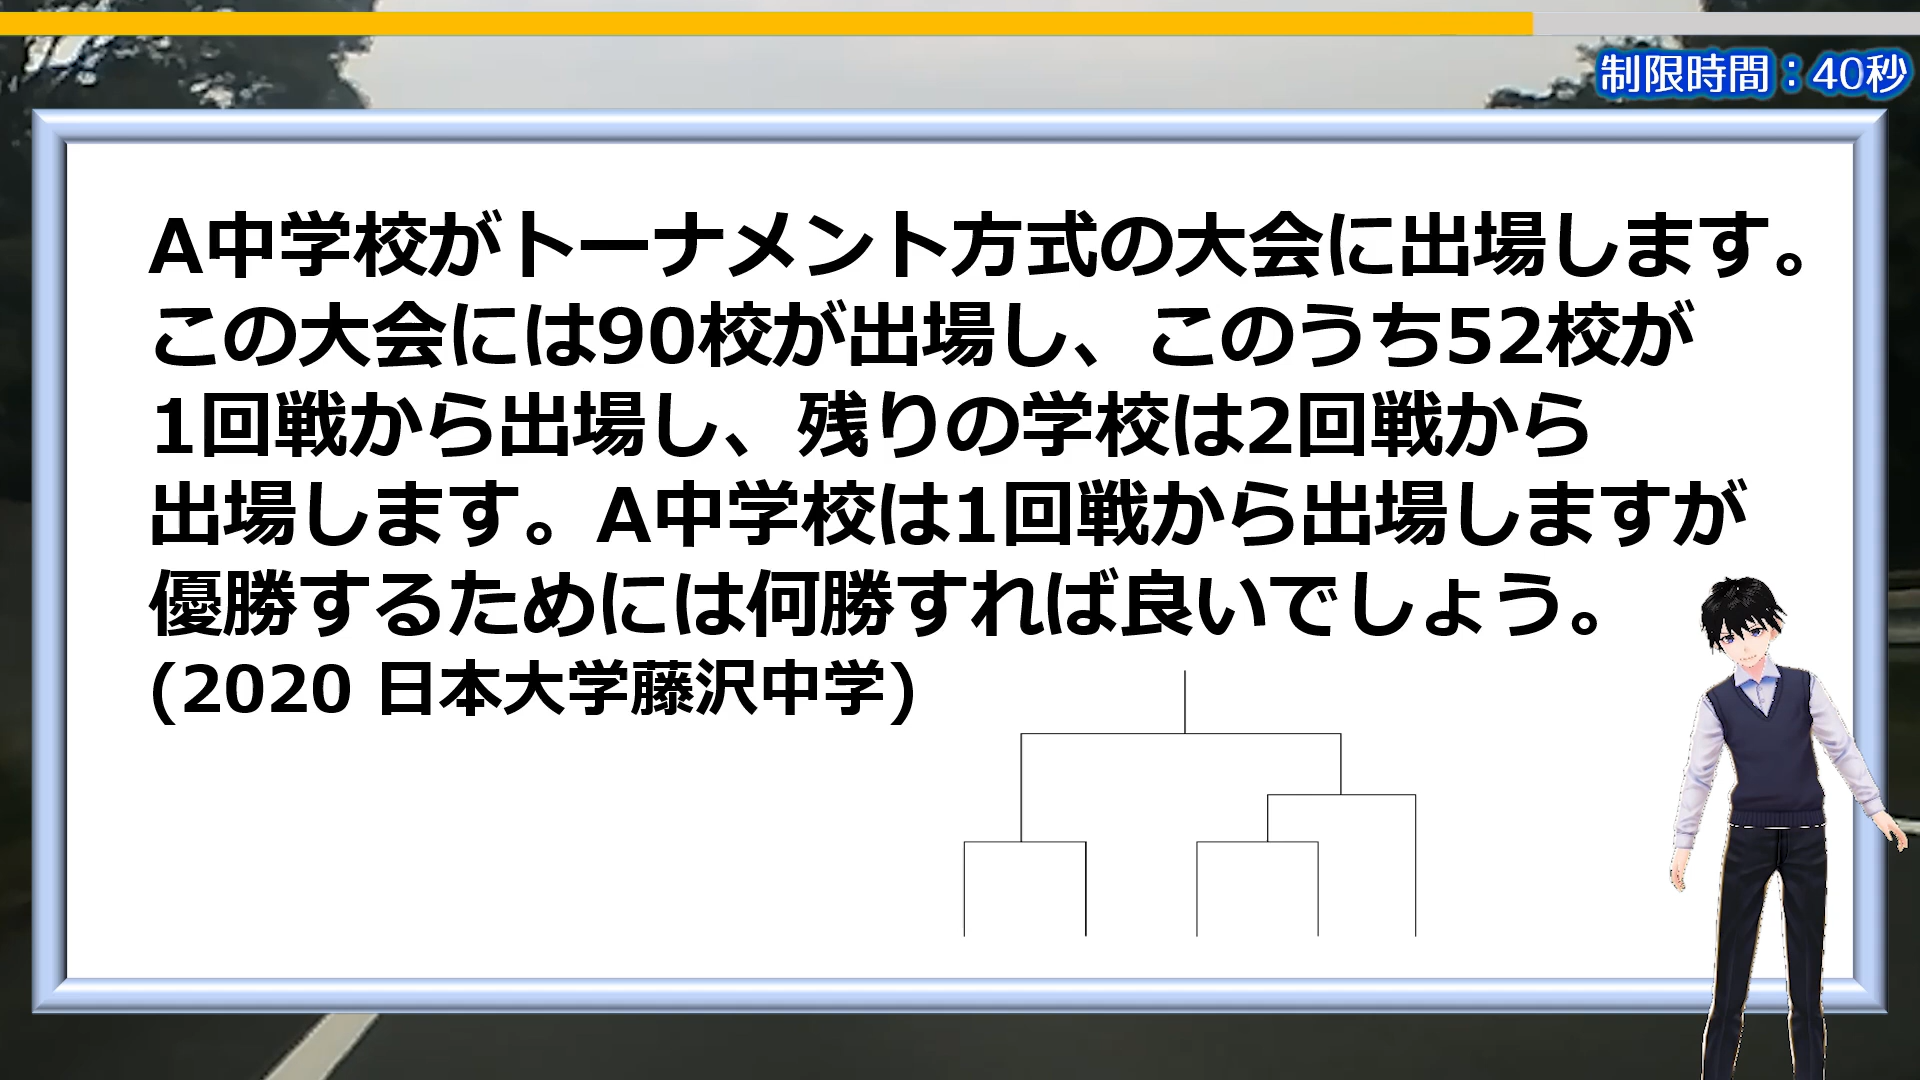 制限時間：40秒
A中学校がトーナメント方式の大会に出場します。
この大会には90校が出場し、このうち52校が
1回戦から出場し、残りの学校は2回戦から
出場します。A中学校は1回戦から出場しますが
優勝するためには何勝すれば良いでしょう。
(2020 日本大学藤沢中学)